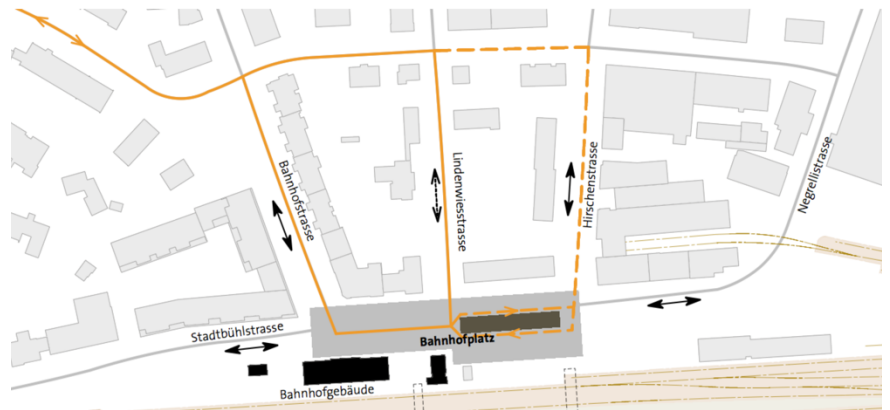 Bahnhofstrasse
Lindenwiesstrasse
Hirschenstrasse
Negrellistrasse
Stadtbühlstrasse
Bahnhofplatz
Bahnhofgebäude